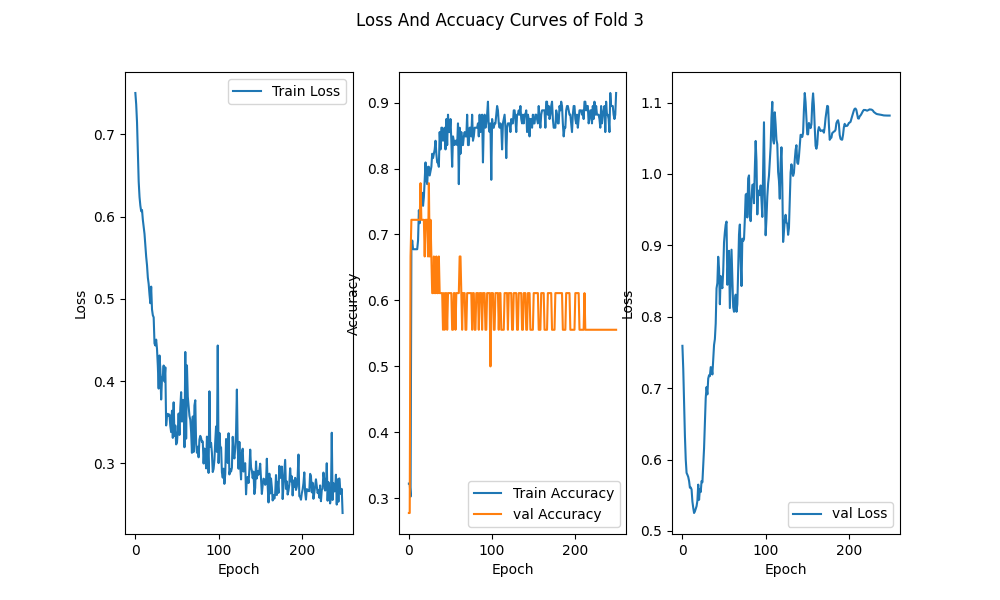 Loss And Accuacy Curves of Fold 3
Train Loss
0.7
0.6
0.5
0.4
0.3
Loss
0
100
200
Epoch
0.9
0.8
0.7
0.6
0.5
0.4
0.3
Accuracy
Train Accuracy
val Accuracy
0
100
200
Epoch
1.1
1.0
0.9
0.8
0.7
0.6
0.5
Loss
val Loss
0
100
200
Epoch